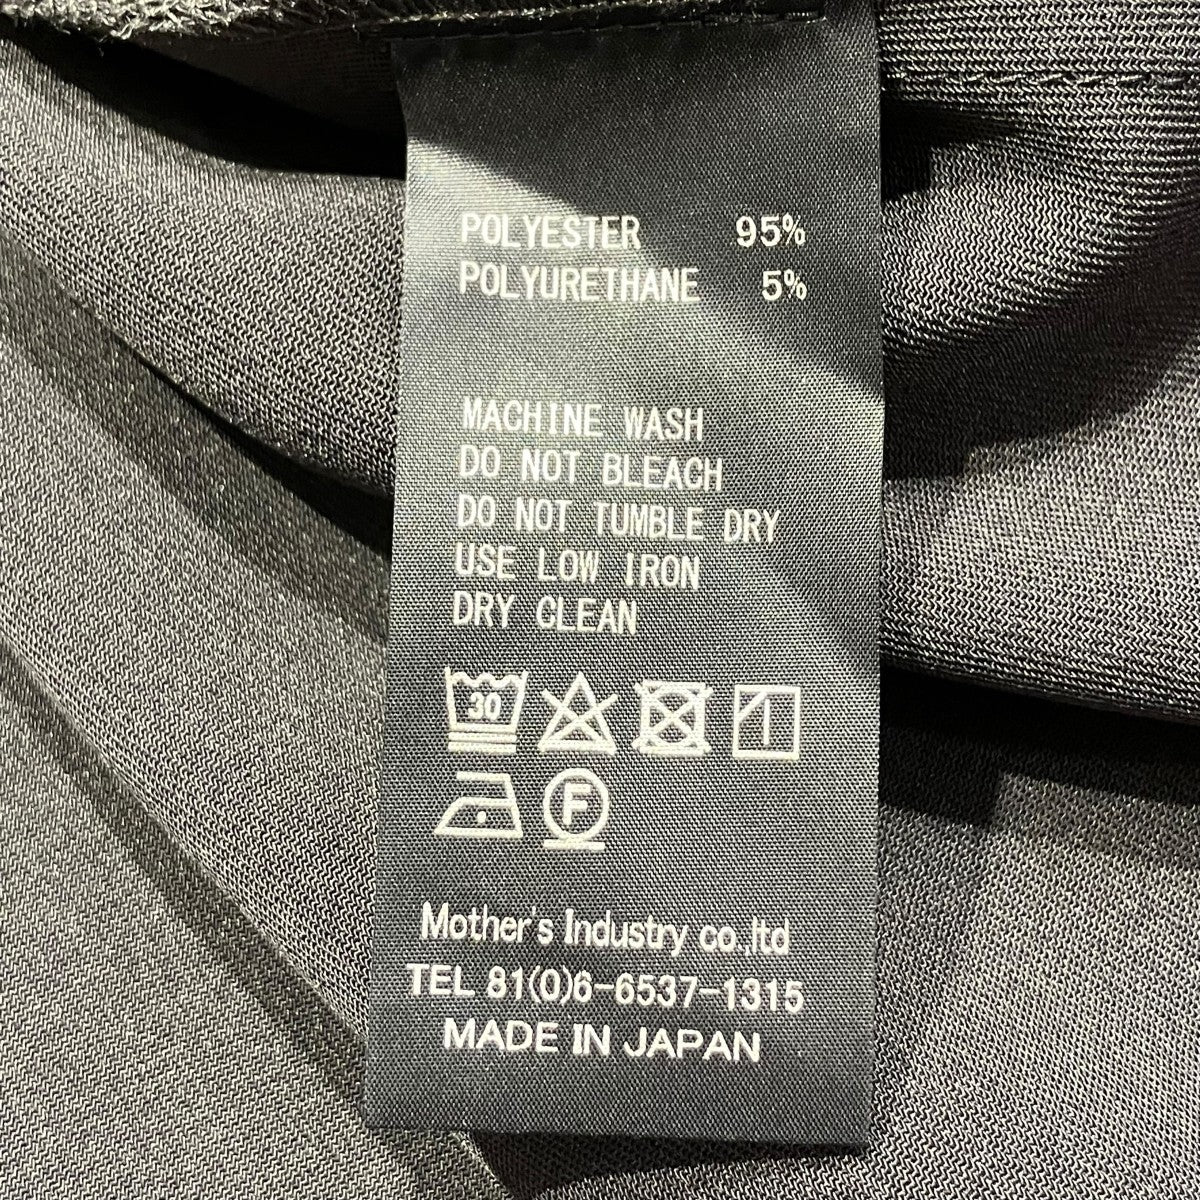 POLYESTER 95%
POLYURETHANE 5%
MACHINE WASH
DO NOT BLEACH
DO NOT TUMBLE DRY
USE LOW IRON
DRY CLEAN
30
F
Mother's Industry co.,ltd
TEL 81(0)6-6537-1315
MADE IN JAPAN